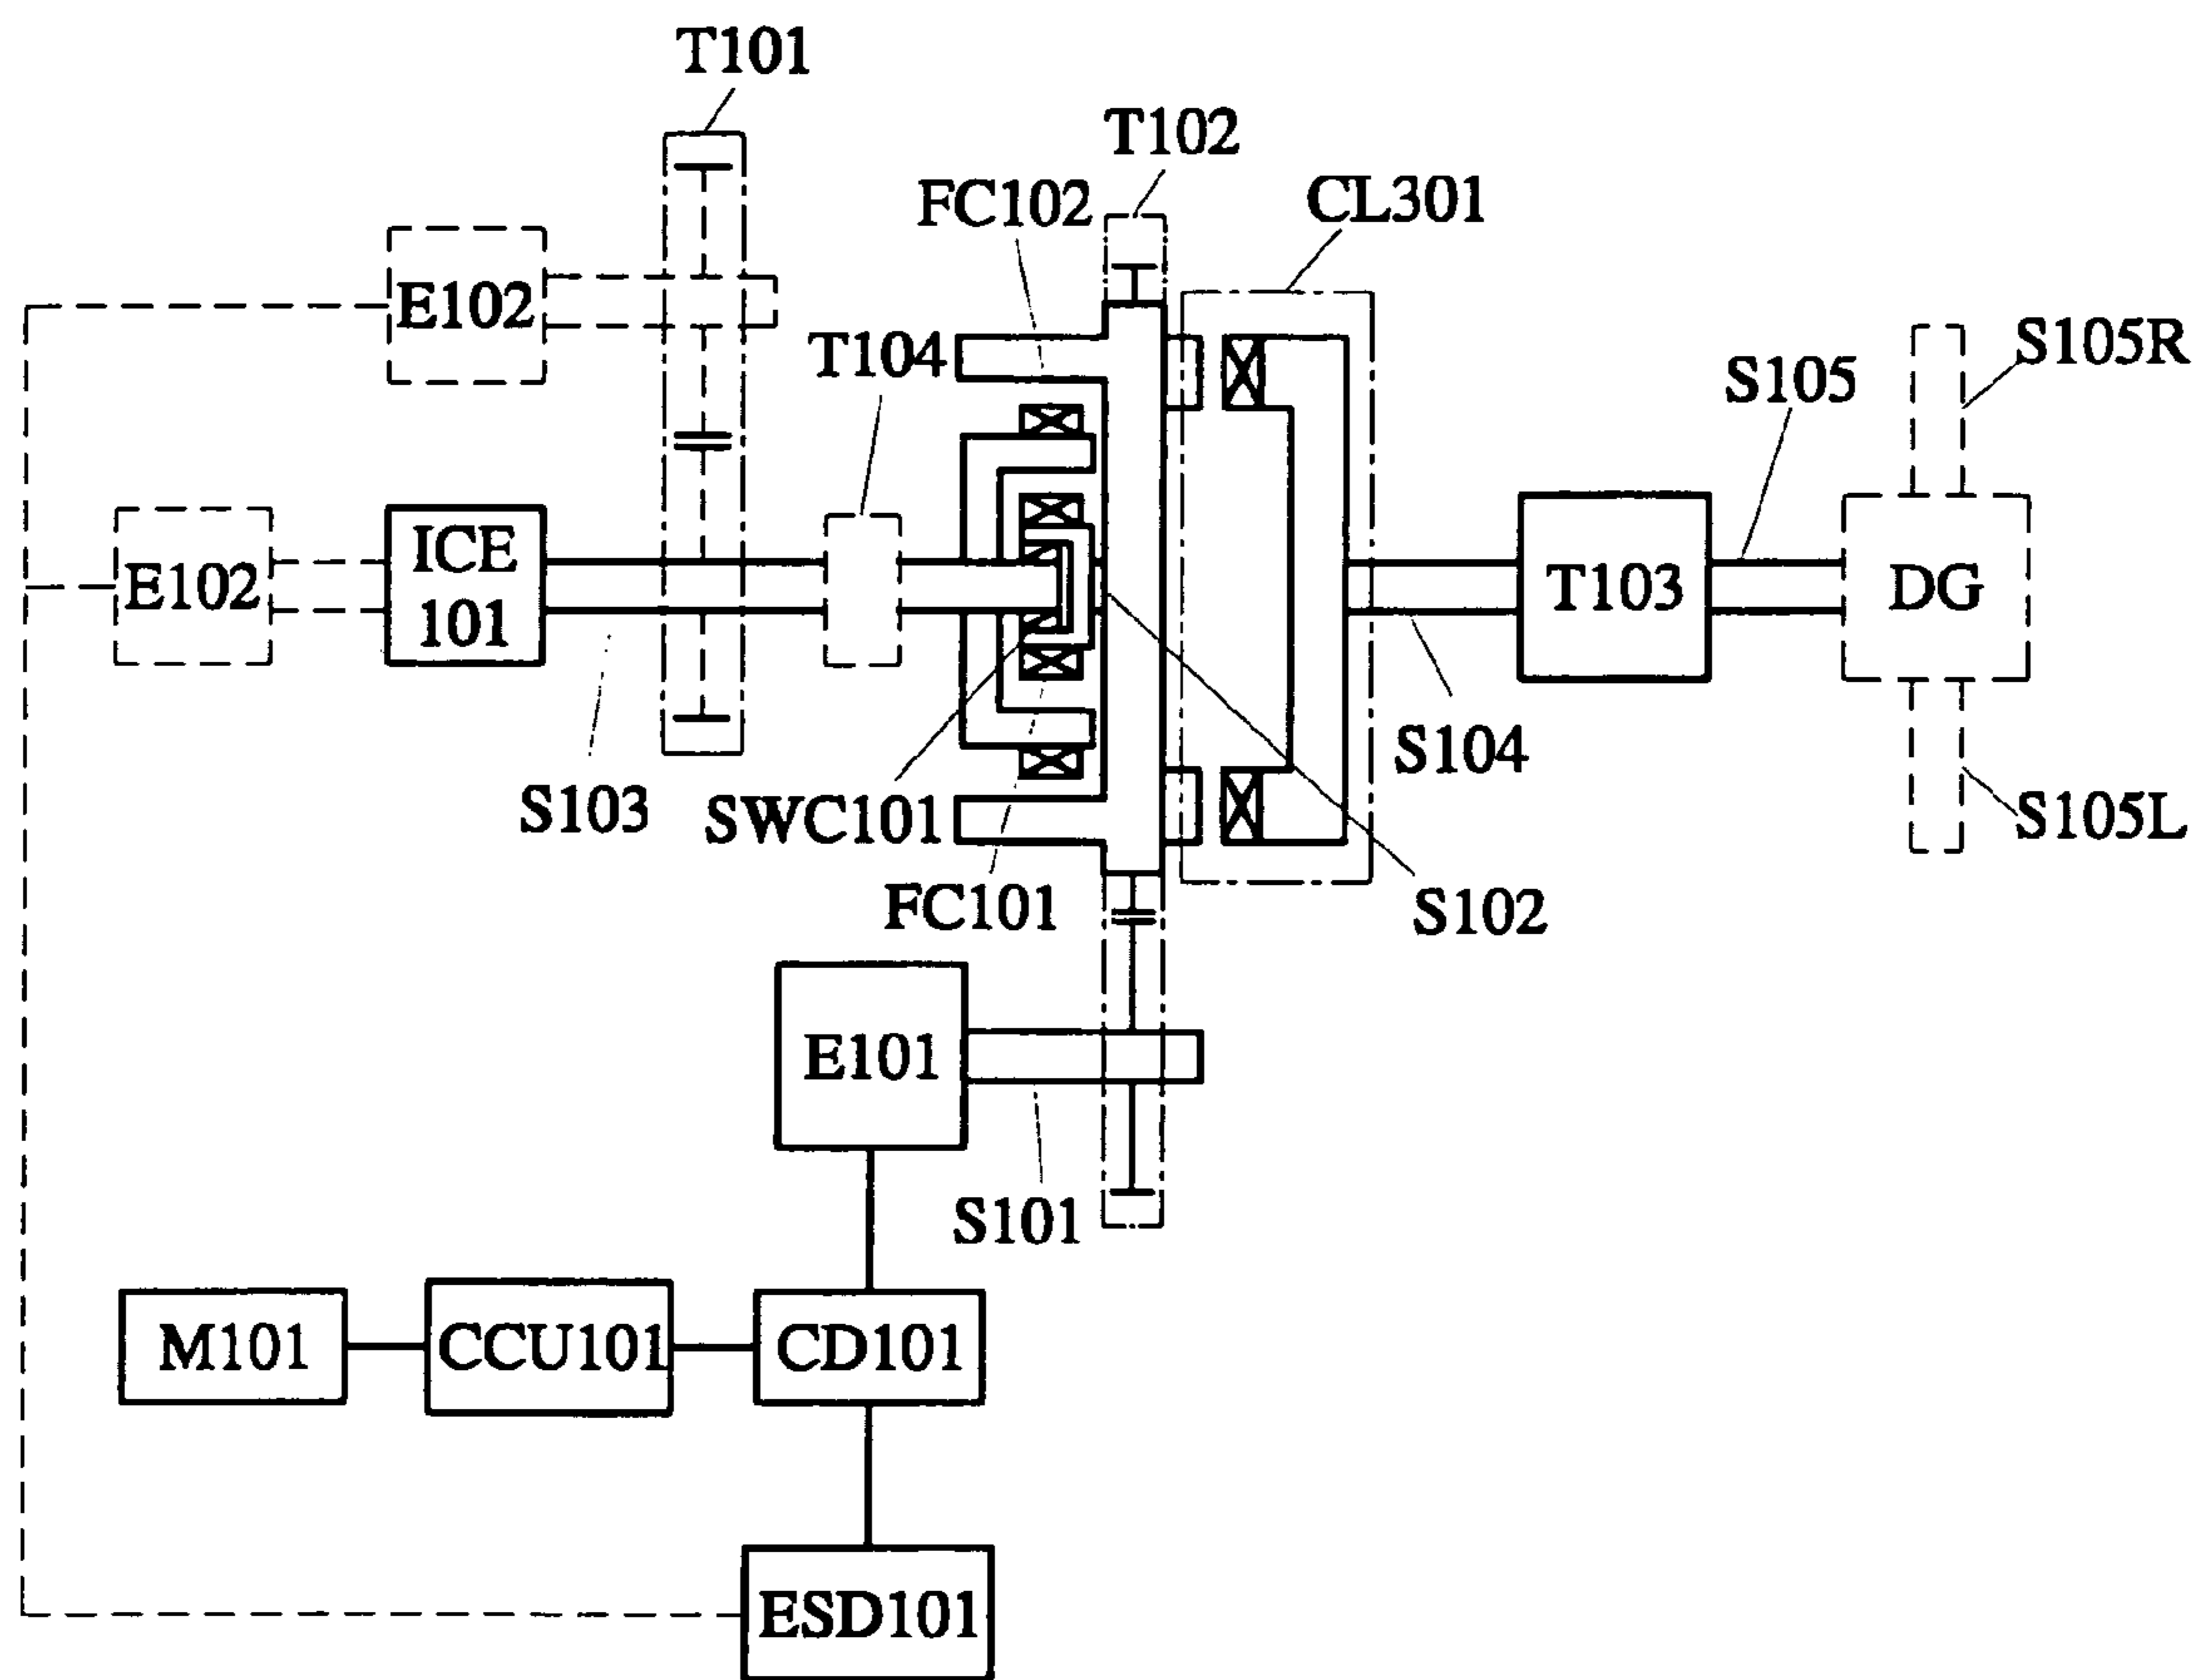 T101
T102
FC102
CL301
E102
T104
S105R
S105
ICE
101
E102
T103
DG
S104
S103
SWC101
S105L
FC101
S102
E101
S101
M101
CCU101
CD101
ESD101